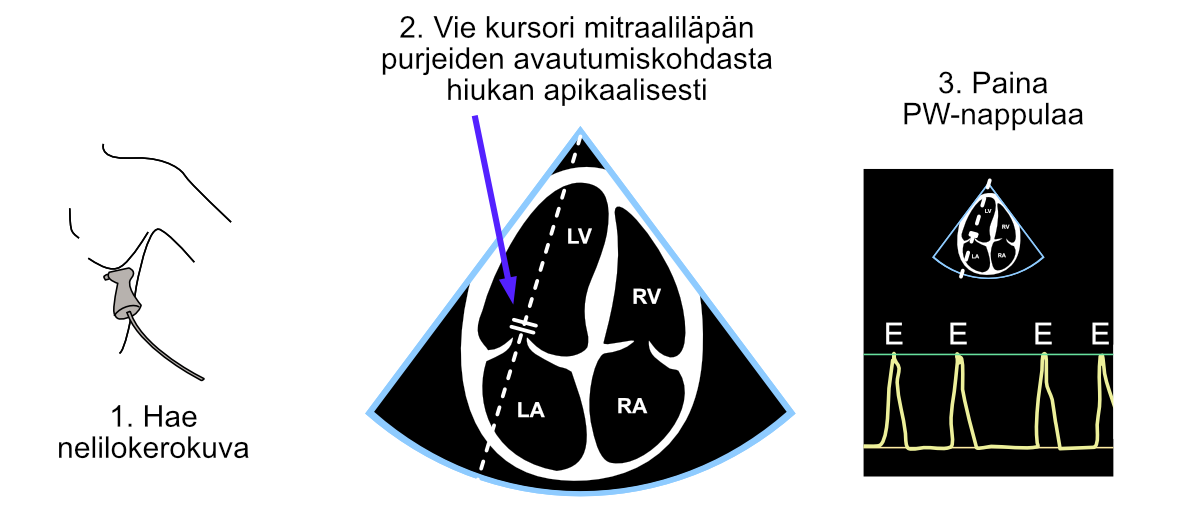 1. Hae
nelilokerokuva
2. Vie kursori mitraaliläpän
purjeiden avautumiskohdasta
hiukan apikaalisesti
LV
RV
LA
RA
3. Paina
PW-nappulaa
LV
RV
LA
RA
E E E E